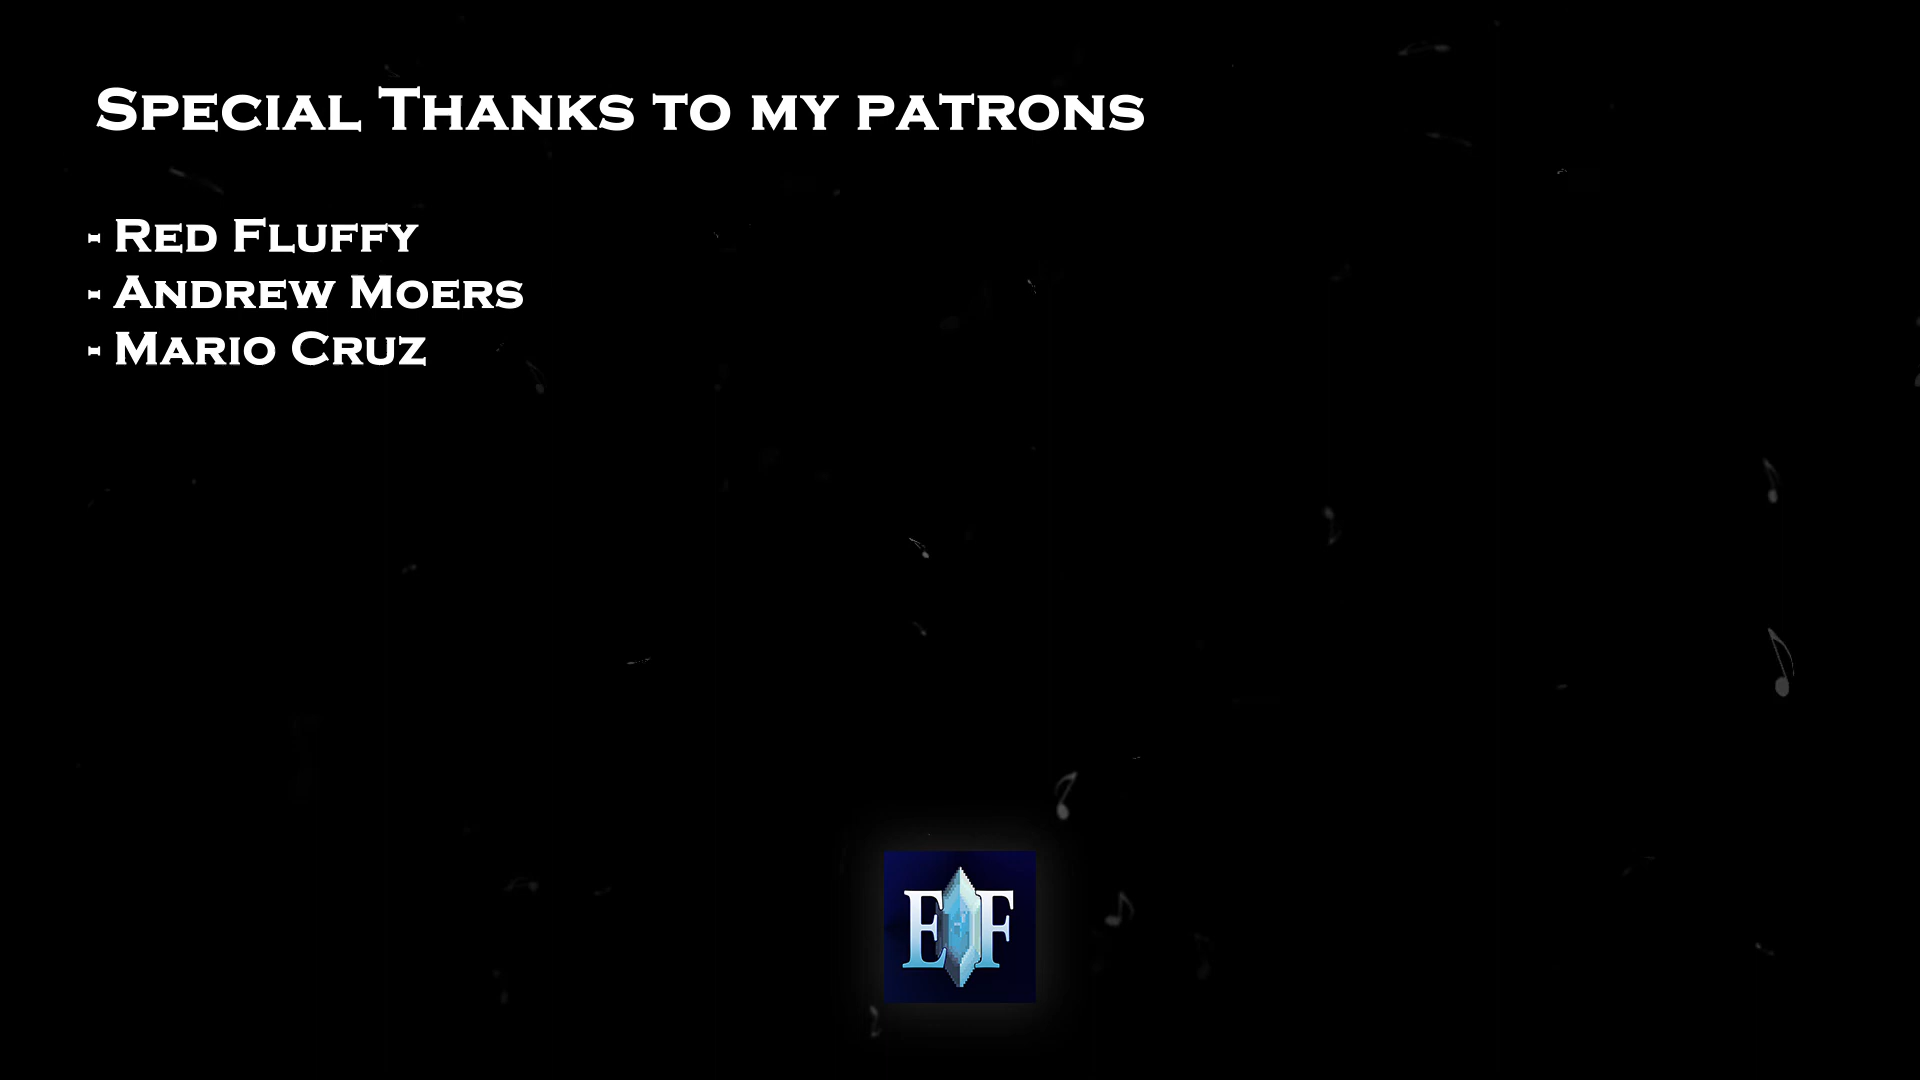 Special Thanks to my patrons
- Red Fluffy
- Andrew Moers
- Mario Cruz
EF